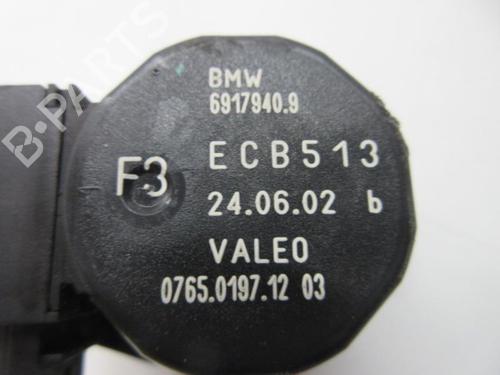 BMW
6917940.9
F3 ECB513
24.06.02 b
VALEO
0765.0197.12 03
B-PARTS